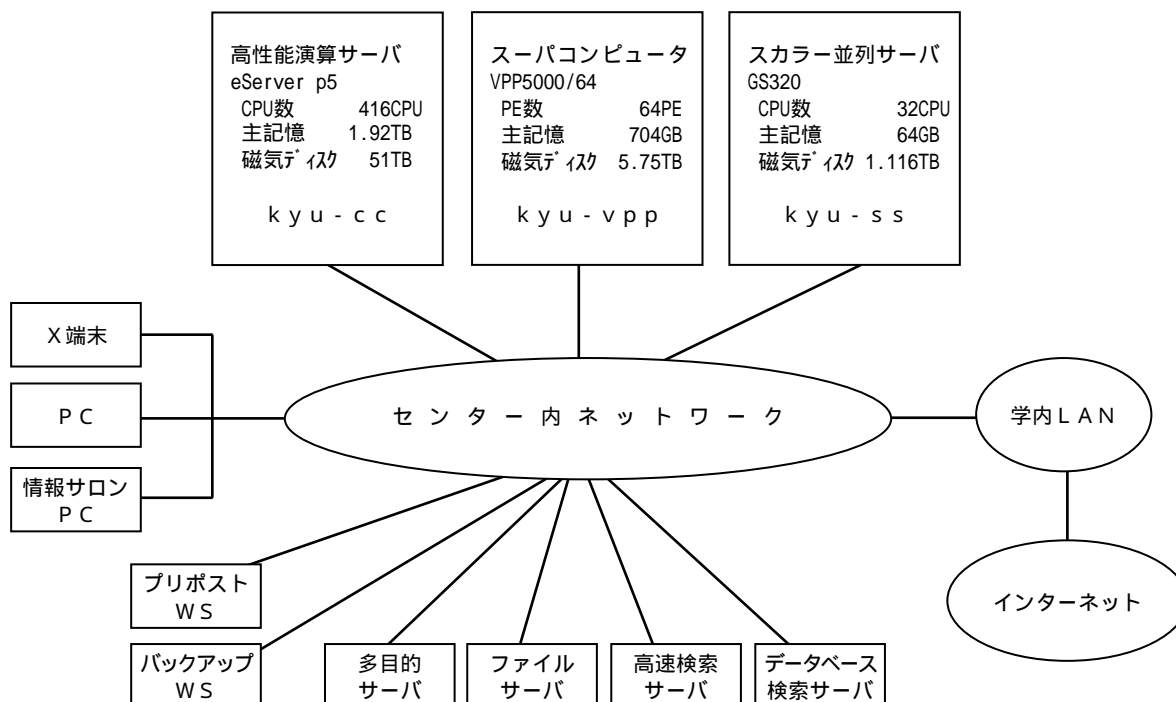 高性能演算サーバ
eServer p5
CPU数 416CPU
主記憶 1.92TB
磁気ﾃﾞｨｽｸ 51TB
kyu-cc
スーパコンピュータ
VPP5000/64
PE数 64PE
主記憶 704GB
磁気ﾃﾞｨｽｸ 5.75TB
kyu-vpp
スカラー並列サーバ
GS320
CPU数 32CPU
主記憶 64GB
磁気ﾃﾞｨｽｸ 1.116TB
kyu-ss
X端末
PC
情報サロン
PC
センター内ネットワーク
学内LAN
インターネット
プリポスト
WS
バックアップ
WS
多目的
サーバ
ファイル
サーバ
高速検索
サーバ
データベース
検索サーバ